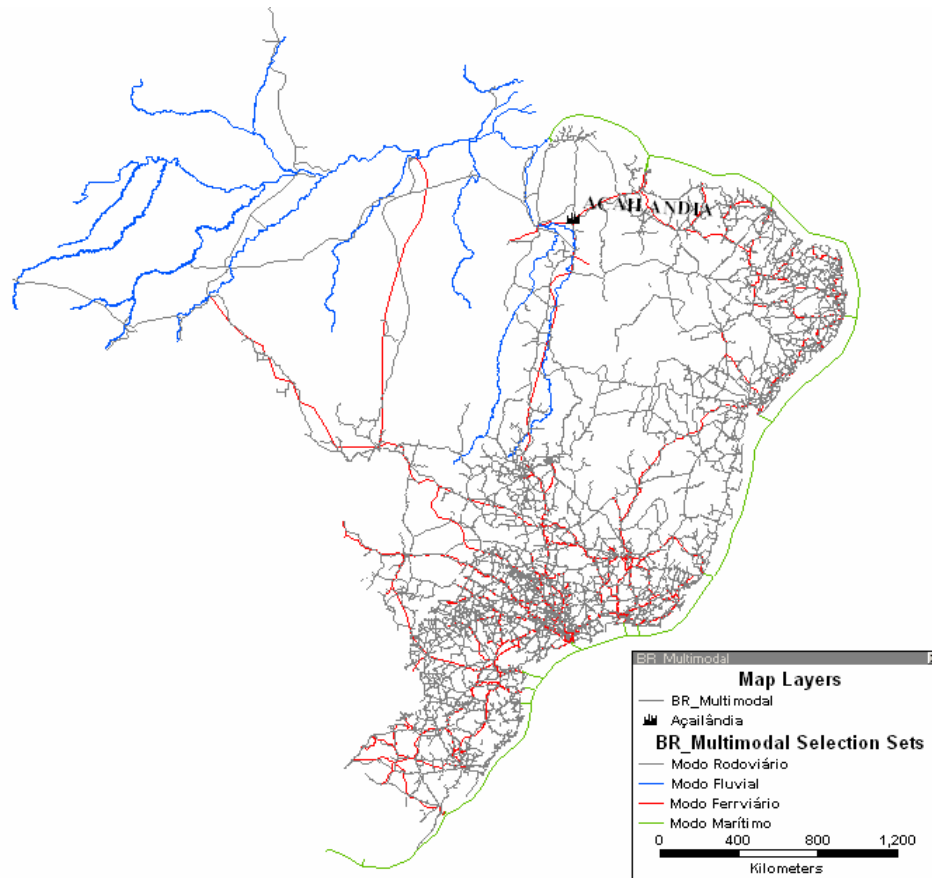 AÇAILANDIA
BR_Multimodal
Map Layers
BR_Multimodal
Açailândia
BR_Multimodal Selection Sets
Modo Rodoviário
Modo Fluvial
Modo Ferrviário
Modo Marítimo
0 400 800 1,200
Kilometers